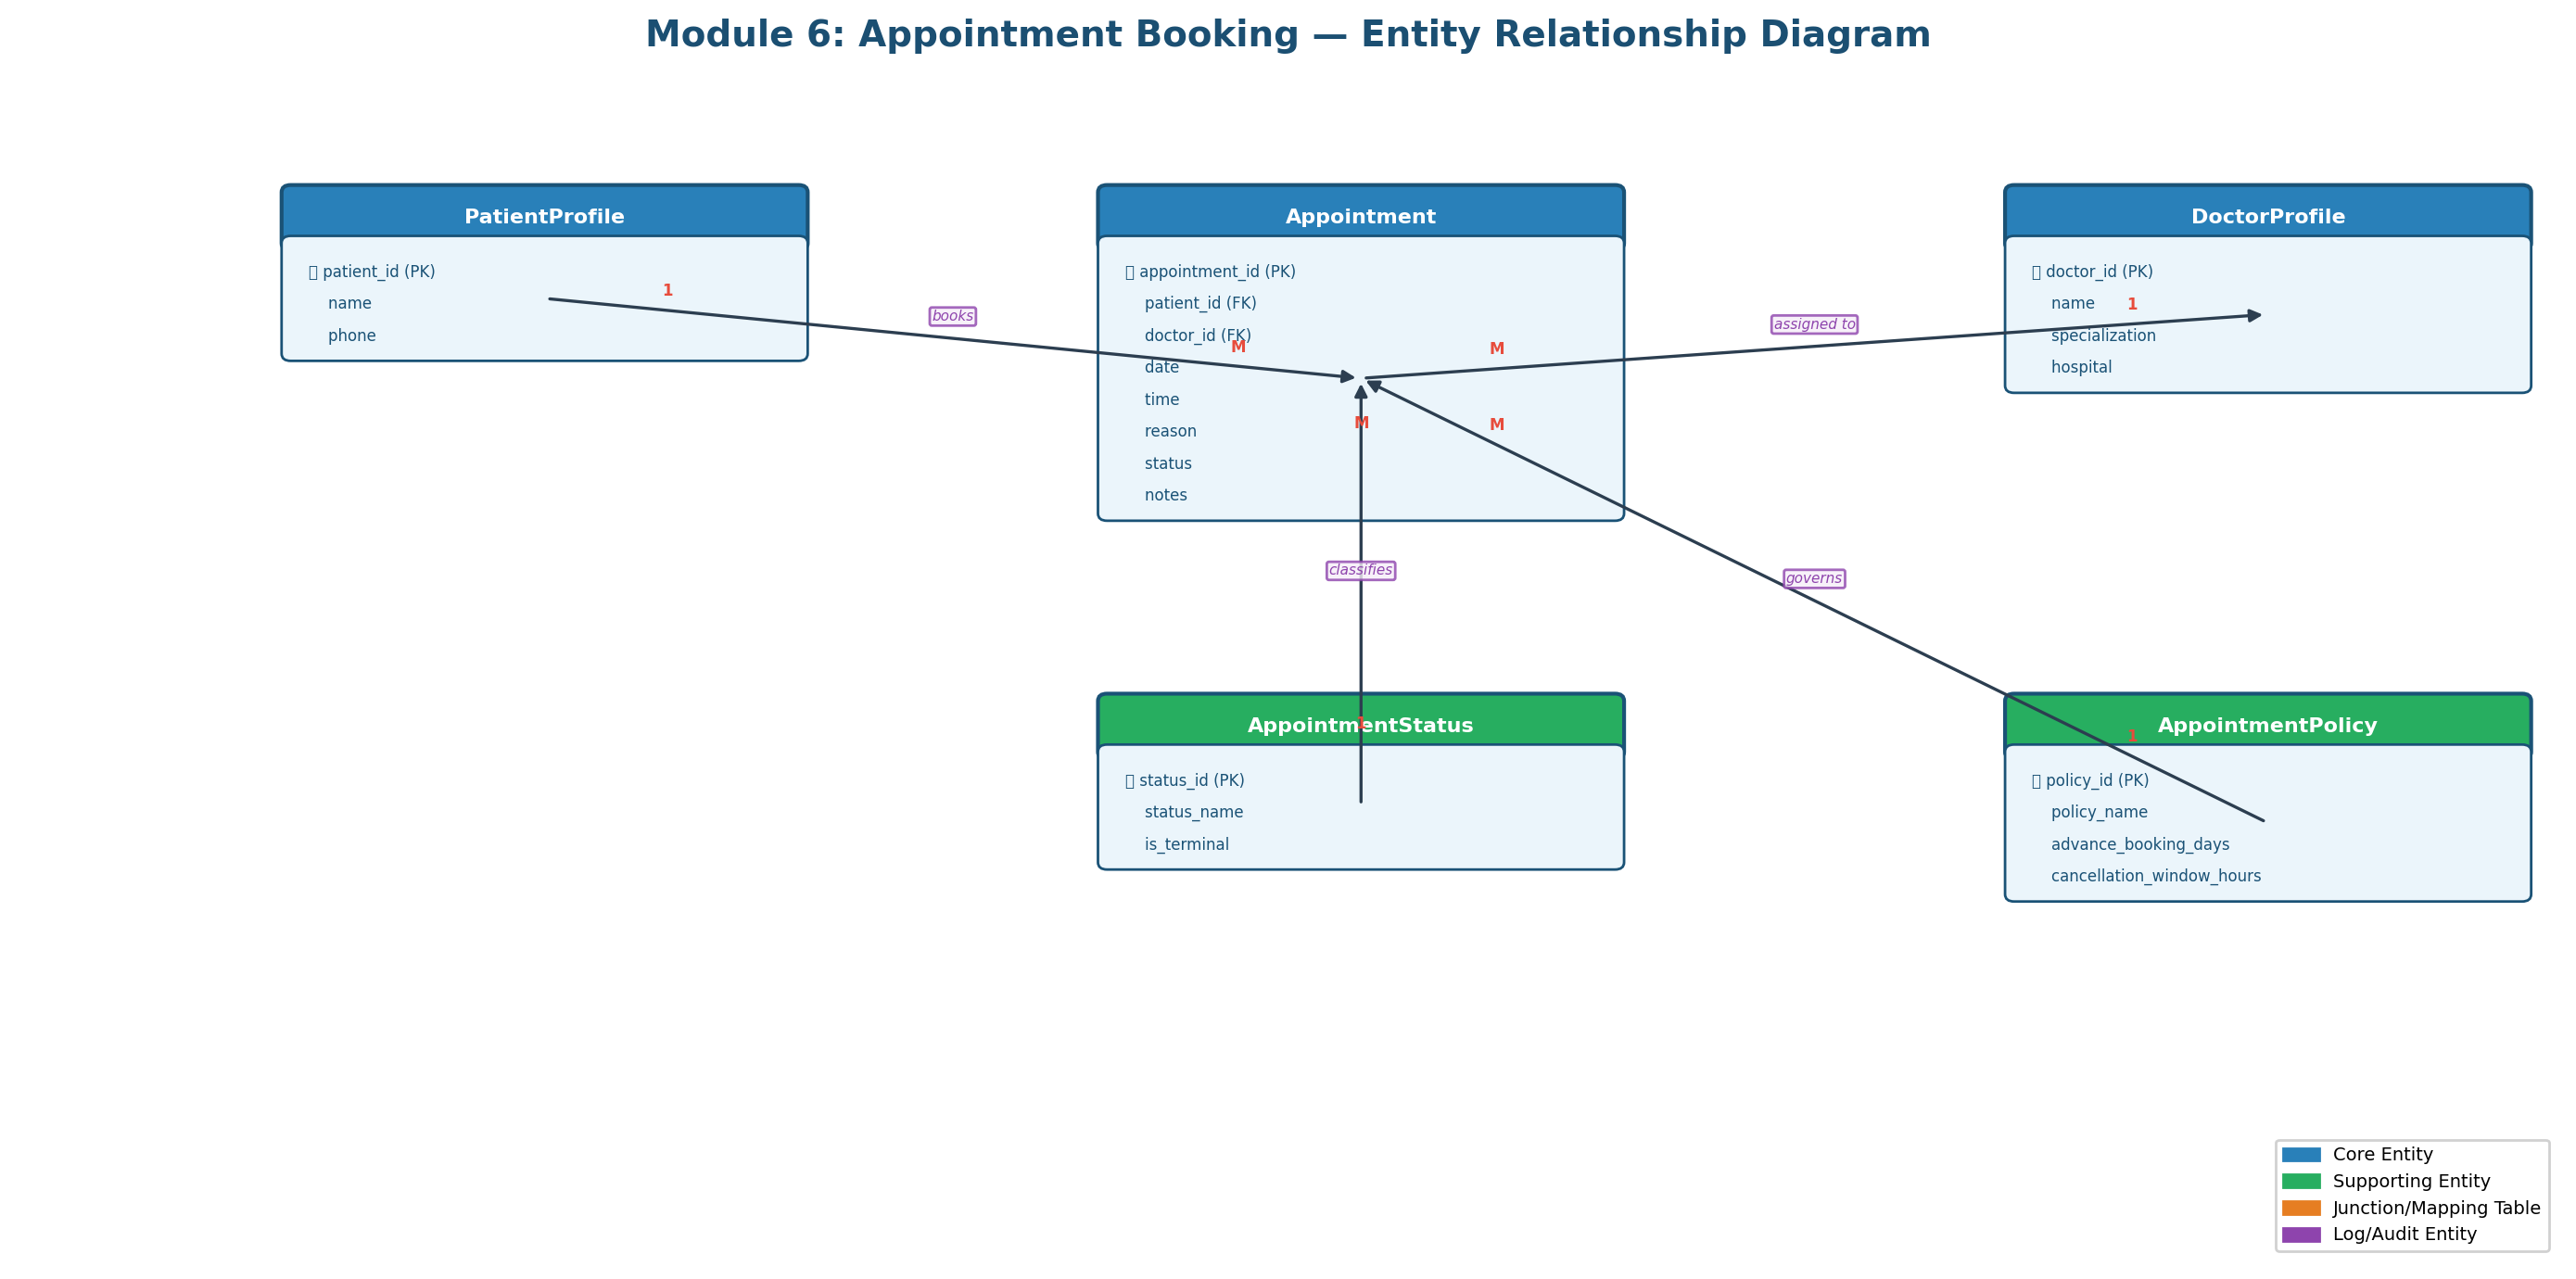 Module 6: Appointment Booking — Entity Relationship Diagram
PatientProfile
patient_id (PK)
name
phone
1
books
Appointment
appointment_id (PK)
patient_id (FK)
doctor_id (FK)
date
time
reason
status
notes
M
M
M
M
assigned to
DoctorProfile
doctor_id (PK)
name
1
specialization
hospital
classifies
governs
AppointmentStatus
1
status_id (PK)
status_name
is_terminal
AppointmentPolicy
1
policy_id (PK)
policy_name
advance_booking_days
cancellation_window_hours
Core Entity
Supporting Entity
Junction/Mapping Table
Log/Audit Entity